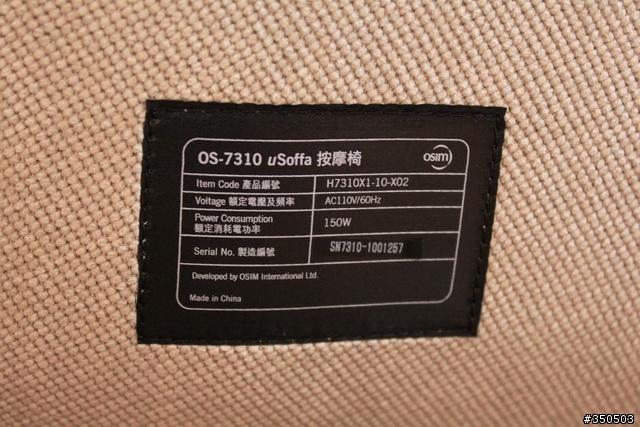 OS-7310 uSoffa 按摩椅
osim
Item Code 產品編號 H7310X1-10-X02
Voltage 額定電壓及頻率 AC110V/60Hz
Power Consumption
額定消耗電功率 150W
Serial No. 製造編號 SN7310-1001257
Developed by OSIM International Ltd.
Made in China
#350503